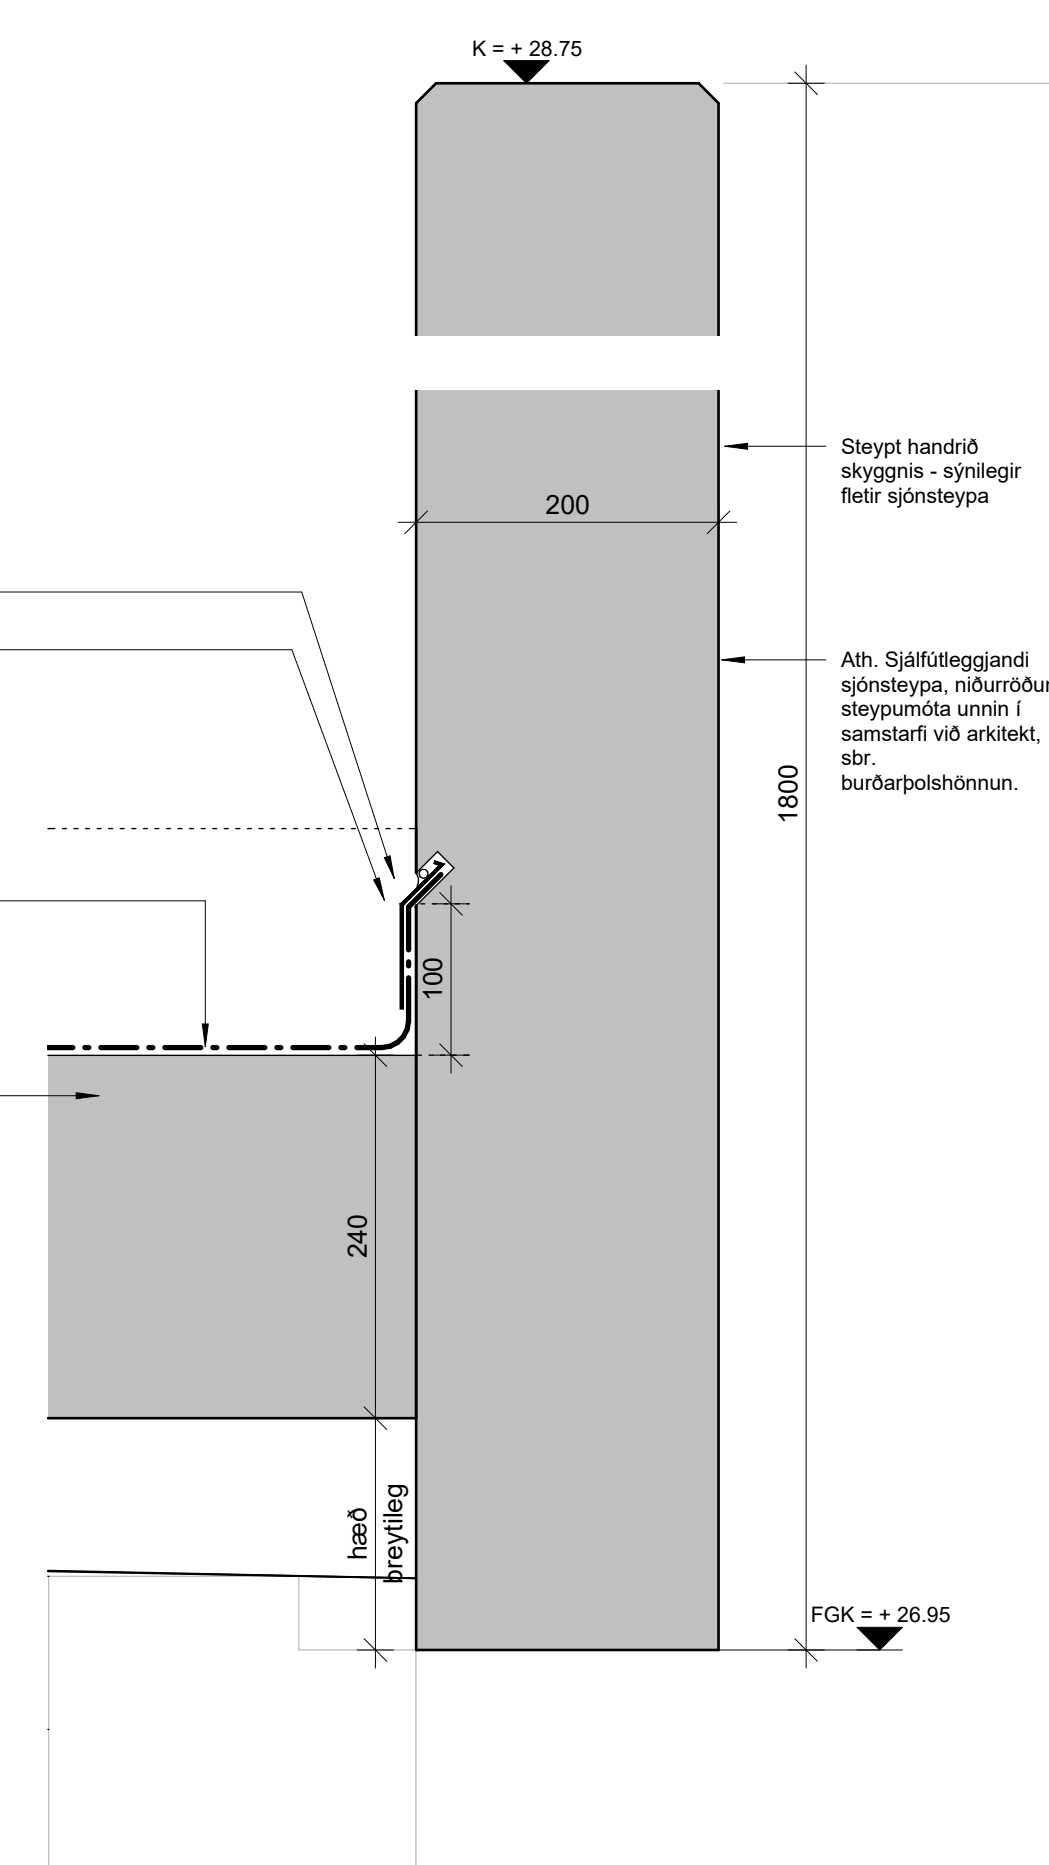 K = + 28.75
Steypt handrið
skyggnis - sýnilegir
fletir sjónsteypa
200
Ath. Sjálfútleggjandi
sjónsteypa, niðurröðun
steypumóta unnin í
samstarfi við arkitekt,
sbr.
burðarþolshönnun.
1800
100
240
hæð
breytileg
FGK = + 26.95